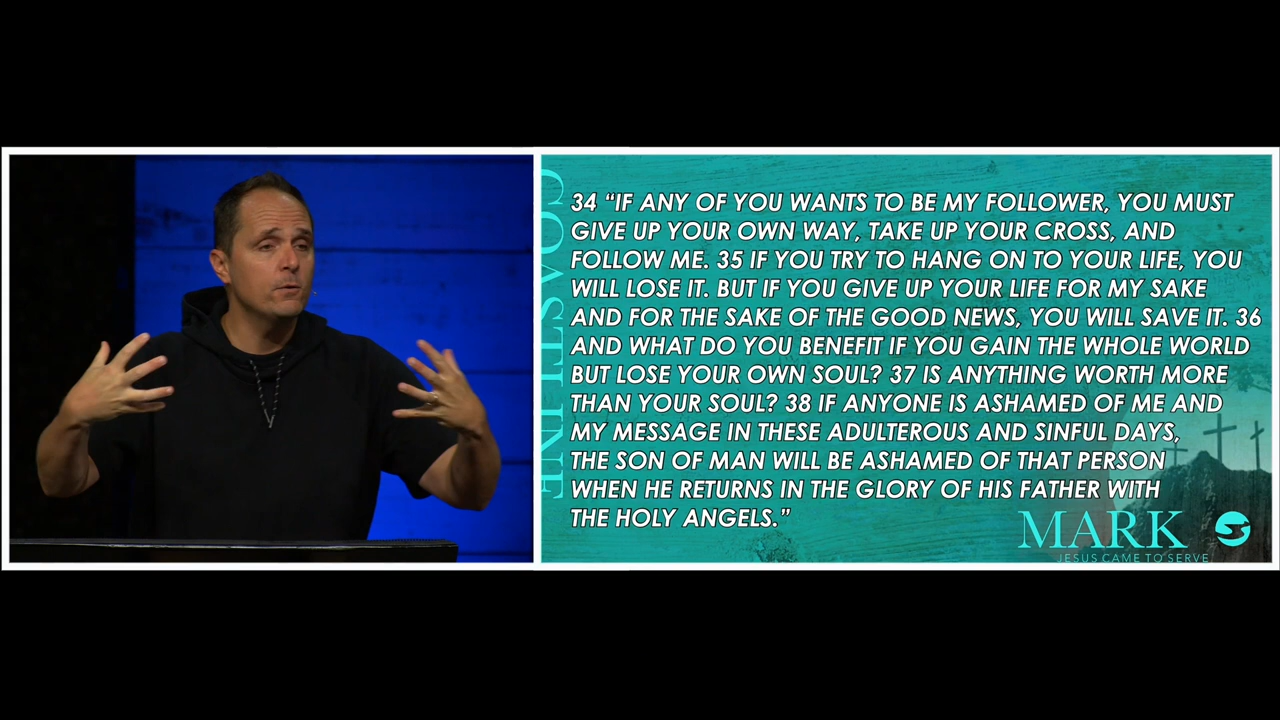 COASTLINE
34 “IF ANY OF YOU WANTS TO BE MY FOLLOWER, YOU MUST
GIVE UP YOUR OWN WAY, TAKE UP YOUR CROSS, AND
FOLLOW ME. 35 IF YOU TRY TO HANG ON TO YOUR LIFE, YOU
WILL LOSE IT. BUT IF YOU GIVE UP YOUR LIFE FOR MY SAKE
AND FOR THE SAKE OF THE GOOD NEWS, YOU WILL SAVE IT. 36
AND WHAT DO YOU BENEFIT IF YOU GAIN THE WHOLE WORLD
BUT LOSE YOUR OWN SOUL? 37 IS ANYTHING WORTH MORE
THAN YOUR SOUL? 38 IF ANYONE IS ASHAMED OF ME AND
MY MESSAGE IN THESE ADULTEROUS AND SINFUL DAYS,
THE SON OF MAN WILL BE ASHAMED OF THAT PERSON
WHEN HE RETURNS IN THE GLORY OF HIS FATHER WITH
THE HOLY ANGELS.”
MARK
JESUS CAME TO SERVE